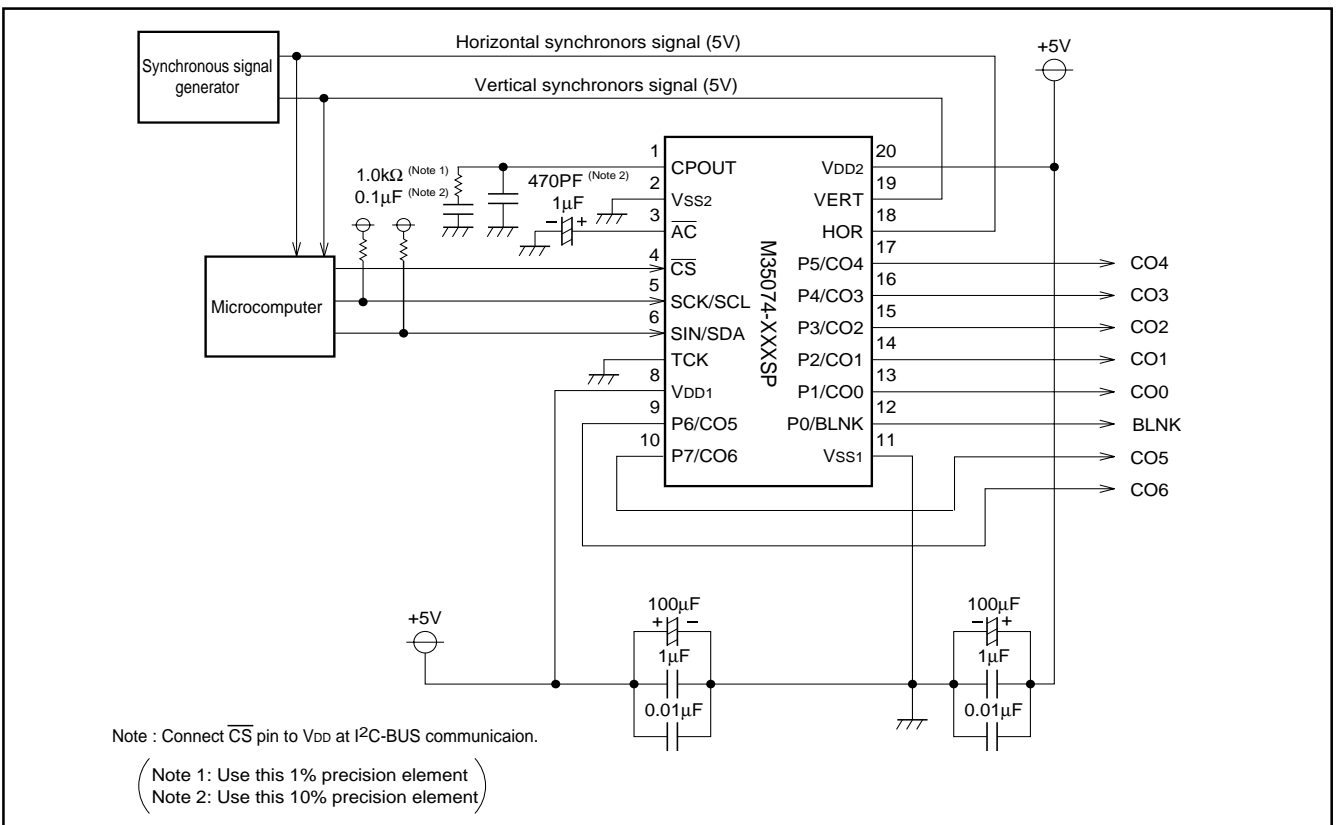 Horizontal synchronors signal (5V)
+5V
Synchronous signal
generator
Vertical synchronors signal (5V)
1
20
CPOUT
VDD2
1.0kΩ (Note 1)
470PF (Note 2)
2
19
0.1μF (Note 2)
1μF
VSS2
VERT
3
18
− +
AC
HOR
17
4
CS
P5/CO4
CO4
5
16
Microcomputer
SCK/SCL
P4/CO3
CO3
6
15
SIN/SDA
P3/CO2
CO2
14
TCK
P2/CO1
CO1
8
13
VDD1
P1/CO0
CO0
9
12
P6/CO5
P0/BLNK
BLNK
10
11
P7/CO6
VSS1
CO5
CO6
M35074-XXXSP
100μF
100μF
+5V
+ −
− +
1μF
1μF
0.01μF
0.01μF
Note : Connect CS pin to VDD at I²C-BUS communicaion.
Note 1: Use this 1% precision element
Note 2: Use this 10% precision element